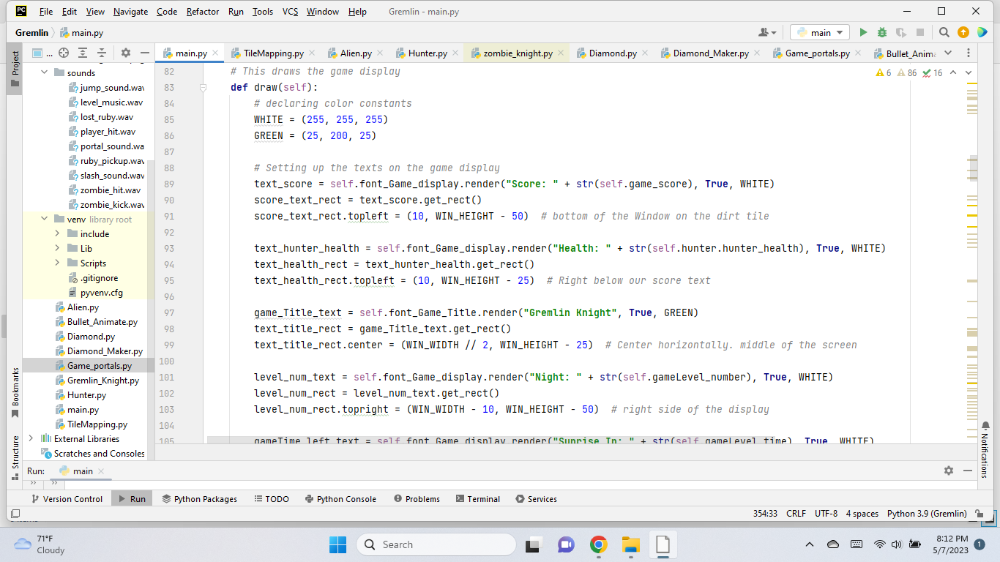 PC File Edit View Navigate Code Refactor Run Tools VCS Window Help Gremlin - main.py
Gremlin main.py main
Project ... main.py TileMapping.py Alien.py Hunter.py zombie_knight.py Diamond.py Diamond_Maker.py Game_portals.py Bullet_Anima
6 86 16
sounds
jump_sound.wav
level_music.wav
lost_ruby.wav
player_hit.wav
portal_sound.wa
ruby_pickup.wav
slash_sound.wav
zombie_hit.wav
zombie_kick.wav
venv library root
include
Lib
Scripts
.gitignore
pyvenv.cfg
Alien.py
Bullet_Animate.py
Diamond.py
Diamond_Maker.py
Game_portals.py
Gremlin_Knight.py
Hunter.py
main.py
TileMapping.py
External Libraries
Scratches and Consoles
82 # This draws the game display
83 def draw(self):
84 # declaring color constants
85 WHITE = (255, 255, 255)
86 GREEN = (25, 200, 25)
87
88 # Setting up the texts on the game display
89 text_score = self.font_Game_display.render("Score: " + str(self.game_score), True, WHITE)
90 score_text_rect = text_score.get_rect()
91 score_text_rect.topleft = (10, WIN_HEIGHT - 50) # bottom of the Window on the dirt tile
92
93 text_hunter_health = self.font_Game_display.render("Health: " + str(self.hunter.hunter_health), True, WHITE)
94 text_health_rect = text_hunter_health.get_rect()
95 text_health_rect.topleft = (10, WIN_HEIGHT - 25) # Right below our score text
96
97 game_Title_text = self.font_Game_Title.render("Gremlin Knight", True, GREEN)
98 text_title_rect = game_Title_text.get_rect()
99 text_title_rect.center = (WIN_WIDTH // 2, WIN_HEIGHT - 25) # Center horizontally. middle of the screen
100
101 level_num_text = self.font_Game_display.render("Night: " + str(self.gameLevel_number), True, WHITE)
102 level_num_rect = level_num_text.get_rect()
103 level_num_rect.topright = (WIN_WIDTH - 10, WIN_HEIGHT - 50) # right side of the display
104
105 gameTime_left_text = self.font_Game_display.render("Sunrise In: " + str(self.gameLevel_time), True, WHITE)
Bookmarks
Structure
Notifications
Run: main
Version Control Run Python Packages TODO Python Console Problems Terminal Services
354:33 CRLF UTF-8 4 spaces Python 3.9 (Gremlin)
71°F
Cloudy
Search
8:12 PM
5/7/2023
1